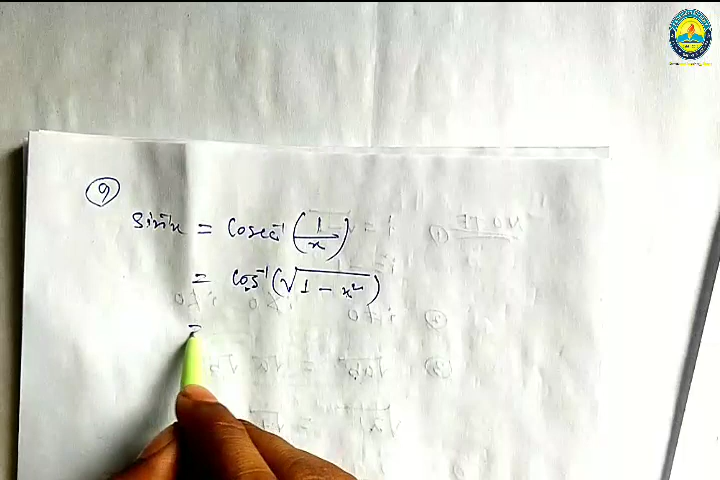 9
sin⁻¹x = cosec⁻¹(1/x)
= cos⁻¹(√(1 - x²))
=